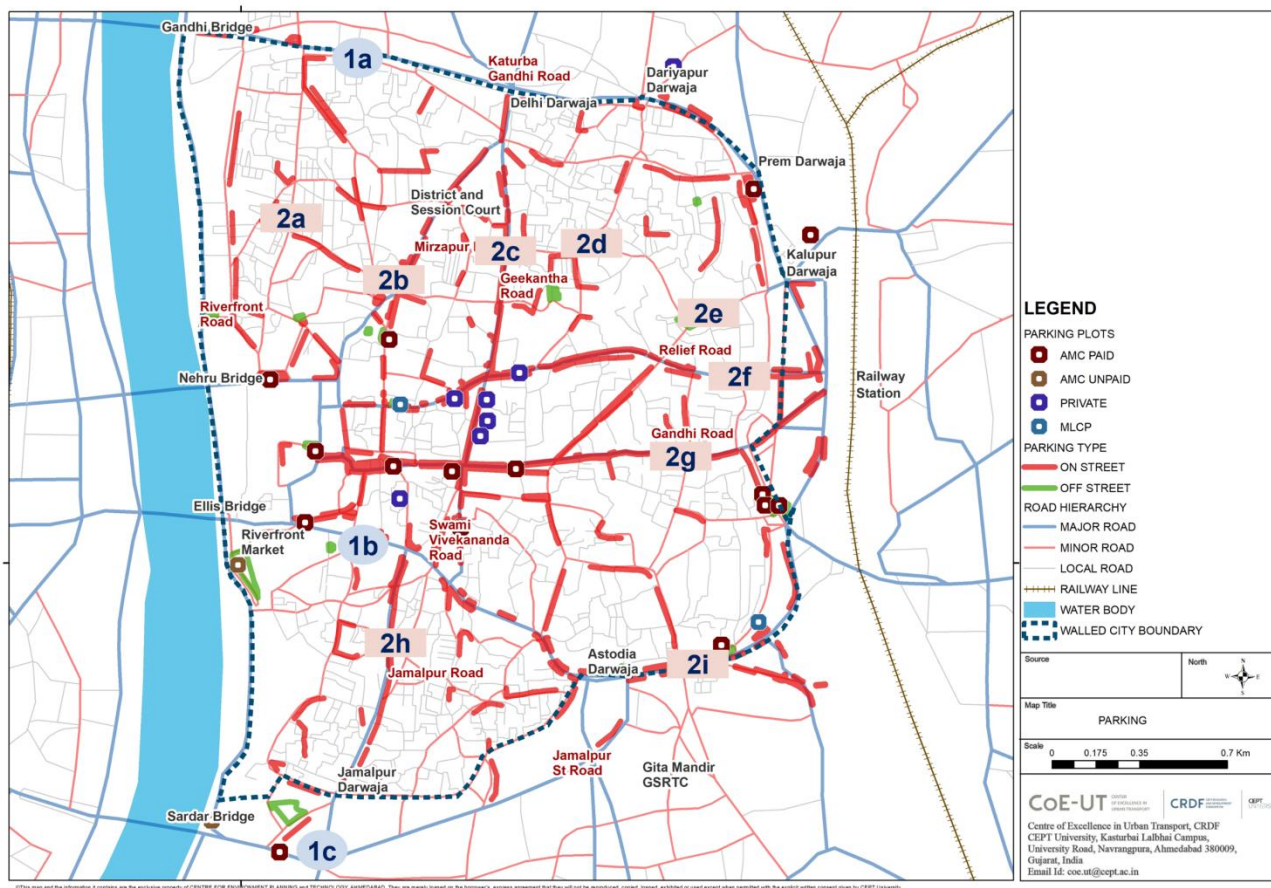 Gandhi Bridge
1a
Katurba
Gandhi Road
Dariyapur
Darwaja
Delhi Darwaja
Prem Darwaja
District and
Session Court
2a
Mirzapur
2c
2d
Kalupur
Darwaja
2b
Geekantha
Road
Riverfront
Road
2e
Relief Road
Nehru Bridge
2f
Railway
Station
Gandhi Road
2g
Ellis Bridge
Riverfront
Market
1b
Swami
Vivekananda
Road
2h
Jamalpur Road
Astodia
Darwaja
2i
Jamalpur
Darwaja
Jamalpur
St Road
Gita Mandir
GSRTC
Sardar Bridge
1c
LEGEND
PARKING PLOTS
AMC PAID
AMC UNPAID
PRIVATE
MLCP
PARKING TYPE
ON STREET
OFF STREET
ROAD HIERARCHY
MAJOR ROAD
MINOR ROAD
LOCAL ROAD
RAILWAY LINE
WATER BODY
WALLED CITY BOUNDARY
Source
North
N
W E
S
Map Title
PARKING
Scale
0 0.175 0.35 0.7 Km
CoE-UT CENTER OF EXCELLENCE IN URBAN TRANSPORT CRDF CEPT
Centre of Excellence in Urban Transport, CRDF
CEPT University, Kasturbai Lalbhai Campus,
University Road, Navrangpura, Ahmedabad 380009,
Gujarat, India
Email Id: coe.ut@cept.ac.in